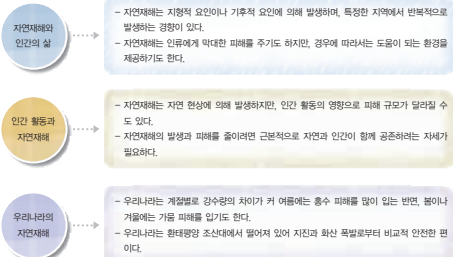 자연재해와
인간의 삶
– 자연재해는 지형적 요인이나 기후적 요인에 의해 발생하며, 특정한 지역에서 반복적으로
발생하는 경향이 있다.
– 자연재해는 인류에게 막대한 피해를 주기도 하지만, 경우에 따라서는 도움이 되는 환경을
제공하기도 한다.
인간 활동과
자연재해
– 자연재해는 자연 현상에 의해 발생하지만, 인간 활동의 영향으로 피해 규모가 달라질 수
도 있다.
– 자연재해의 발생과 피해를 줄이려면 근본적으로 자연과 인간이 함께 공존하려는 자세가
필요하다.
우리나라의
자연재해
– 우리나라는 계절별로 강수량의 차이가 커 여름에는 홍수 피해를 많이 입는 반면, 봄이나
겨울에는 가뭄 피해를 입기도 한다.
– 우리나라는 환태평양 조산대에서 떨어져 있어 지진과 화산 폭발로부터 비교적 안전한 편
이다.